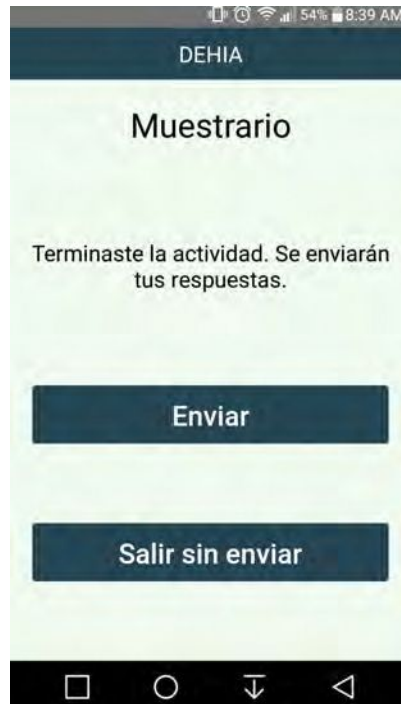 54% 8:39 AM
DEHIA
Muestrario
Terminaste la actividad. Se enviarán
tus respuestas.
Enviar
Salir sin enviar